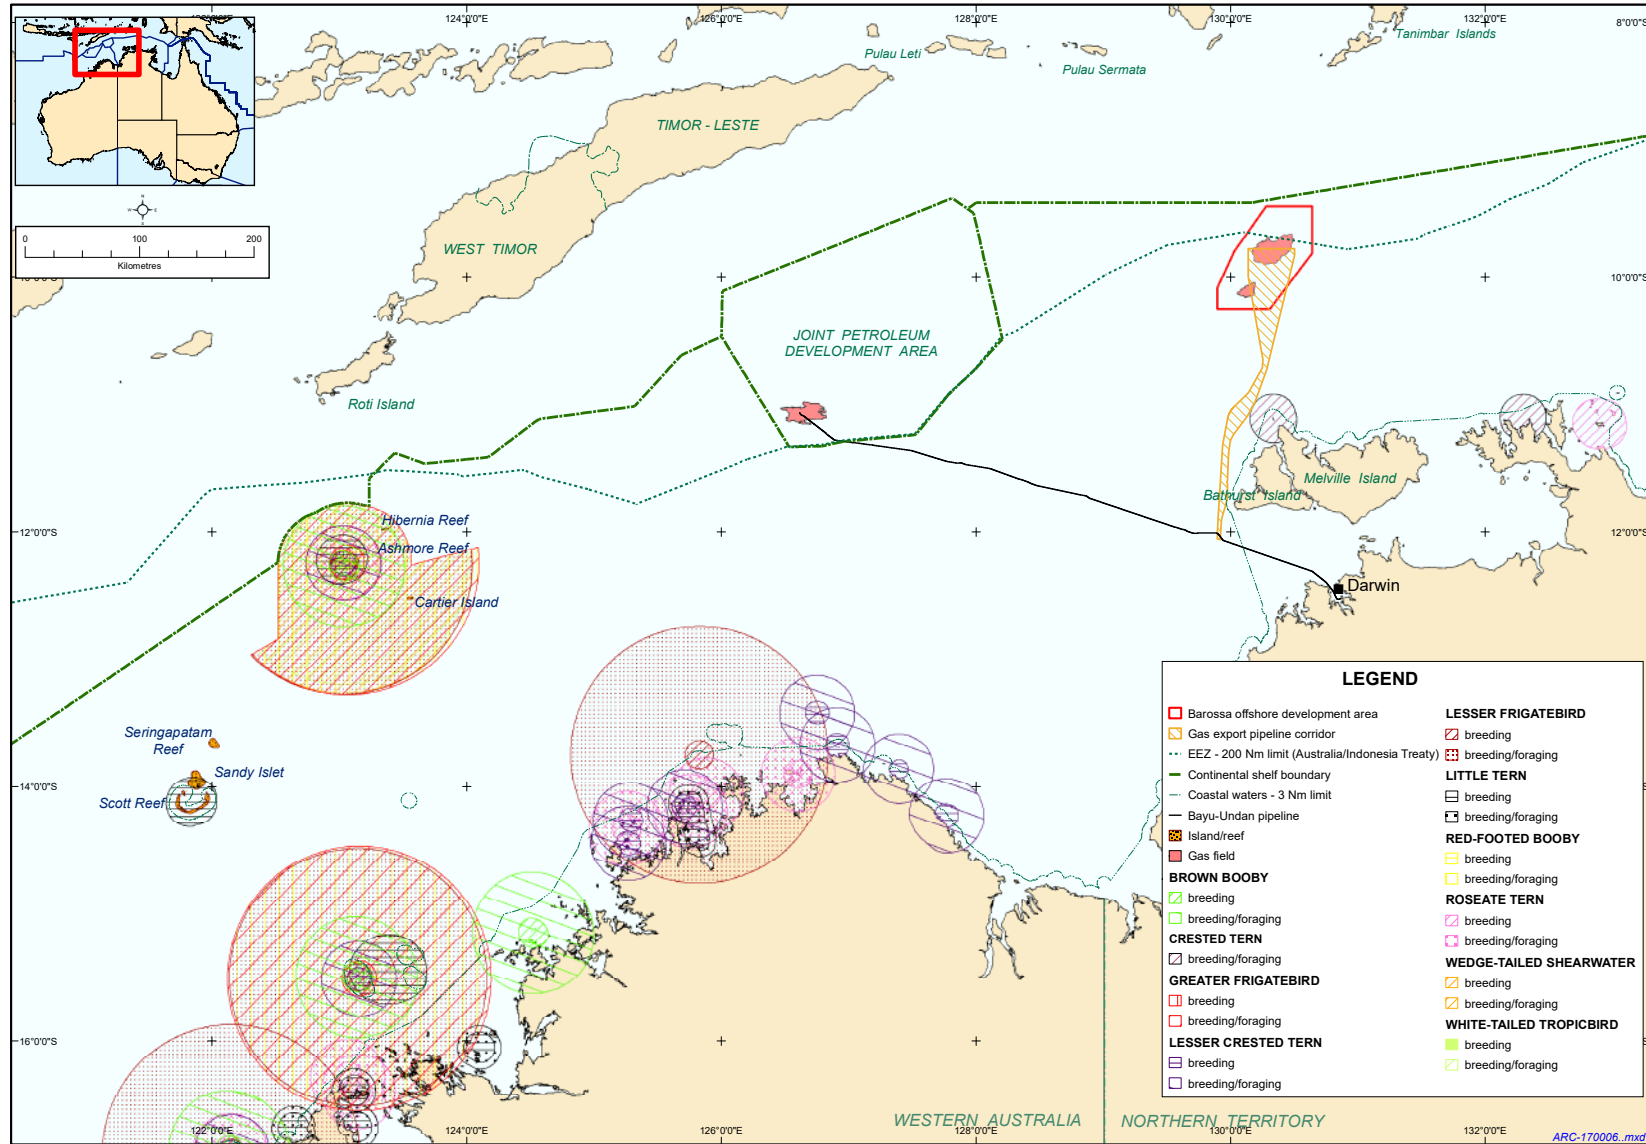 124°0'0"E
126°0'0"E
128°0'0"E
130°0'0"E
132°0'0"E
8°0'0"S
Tanimbar Islands
Pulau Leti
Pulau Sermata
TIMOR - LESTE
N
W
E
S
0 100 200
Kilometres
WEST TIMOR
10°0'0"S
JOINT PETROLEUM
DEVELOPMENT AREA
Roti Island
Melville Island
Bathurst Island
Hibernia Reef
12°0'0"S
12°0'0"S
Ashmore Reef
Cartier Island
Darwin
Seringapatam
Reef
Sandy Islet
14°0'0"S
Scott Reef
16°0'0"S
LEGEND
Barossa offshore development area
Gas export pipeline corridor
EEZ - 200 Nm limit (Australia/Indonesia Treaty)
Continental shelf boundary
Coastal waters - 3 Nm limit
Bayu-Undan pipeline
Island/reef
Gas field
BROWN BOOBY
breeding
breeding/foraging
CRESTED TERN
breeding/foraging
GREATER FRIGATEBIRD
breeding
breeding/foraging
LESSER CRESTED TERN
breeding
breeding/foraging
LESSER FRIGATEBIRD
breeding
breeding/foraging
LITTLE TERN
breeding
breeding/foraging
RED-FOOTED BOOBY
breeding
breeding/foraging
ROSEATE TERN
breeding
breeding/foraging
WEDGE-TAILED SHEARWATER
breeding
breeding/foraging
WHITE-TAILED TROPICBIRD
breeding
breeding/foraging
WESTERN AUSTRALIA
NORTHERN TERRITORY
122°0'0"E
124°0'0"E
126°0'0"E
128°0'0"E
130°0'0"E
132°0'0"E
ARC-170006..mxd